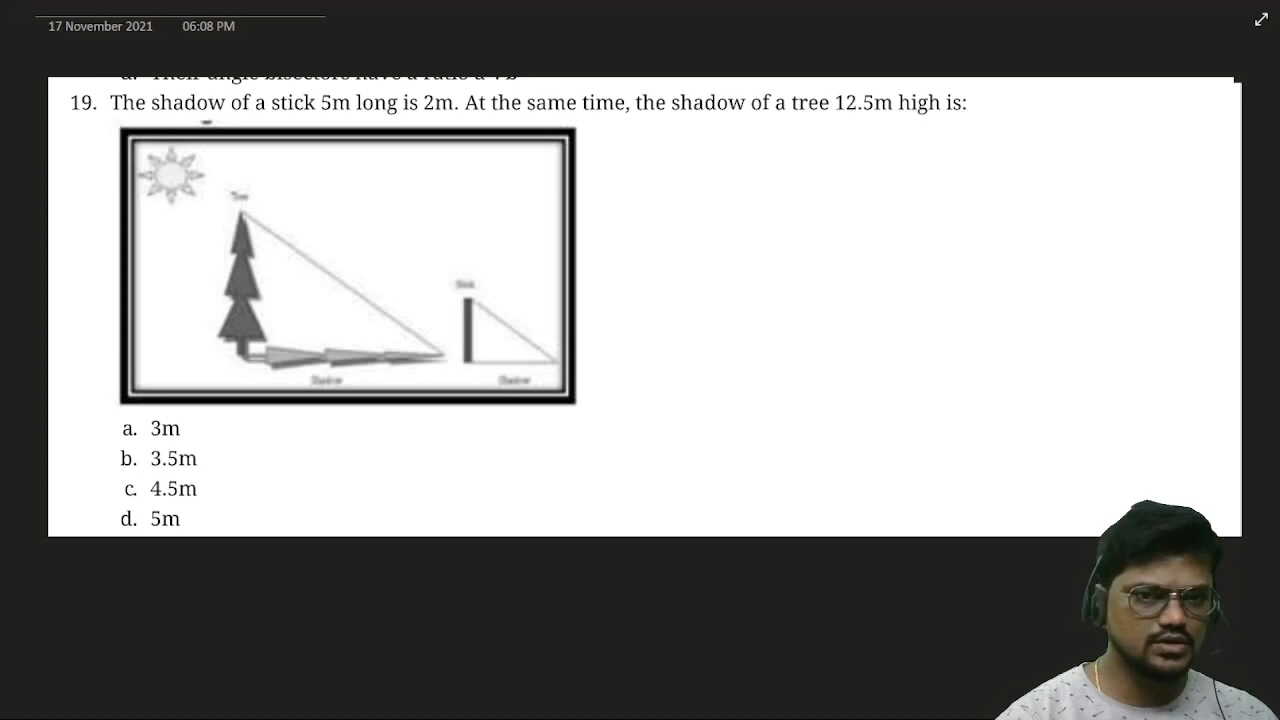 17 November 2021 06:08 PM
19. The shadow of a stick 5m long is 2m. At the same time, the shadow of a tree 12.5m high is:
Tree
Stick
Shadow
Shadow
a. 3m
b. 3.5m
c. 4.5m
d. 5m